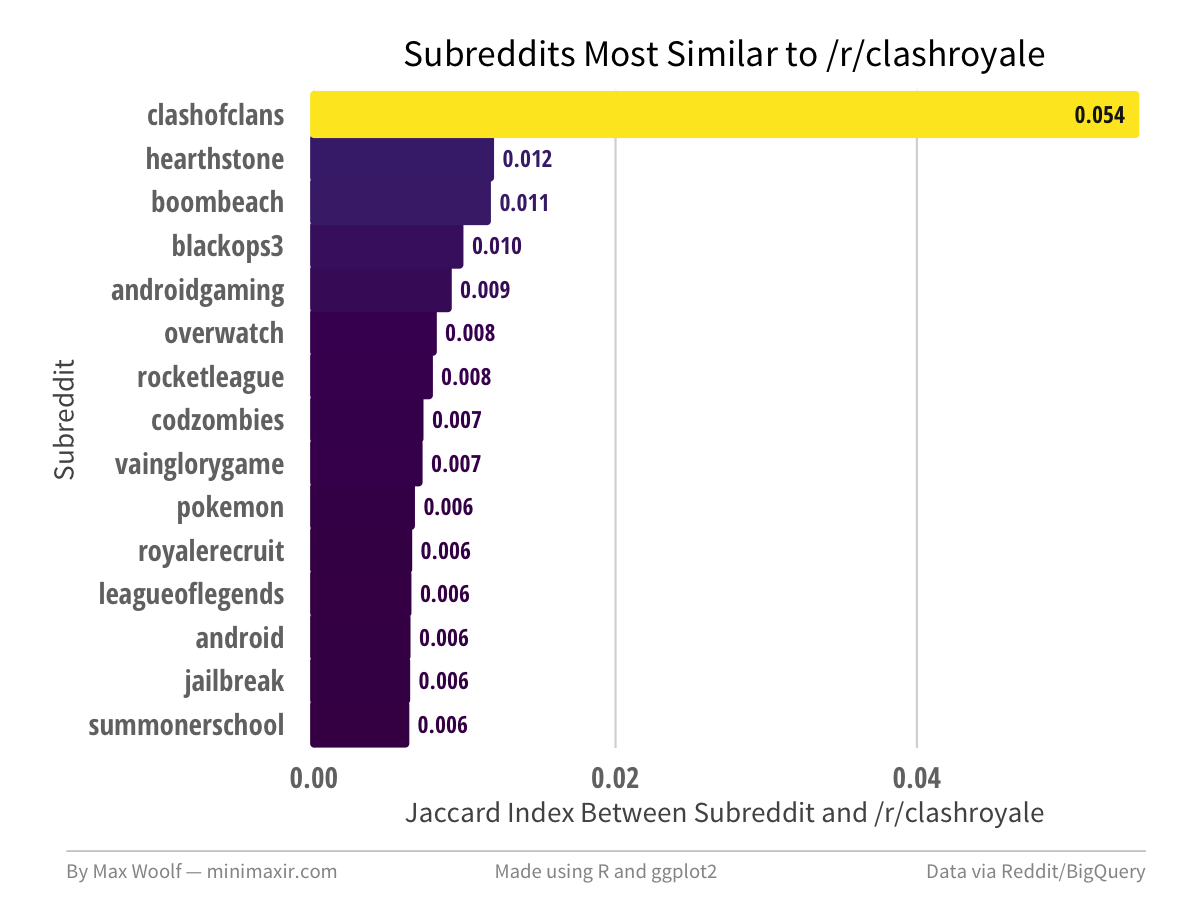 Subreddits Most Similar to /r/clashroyale
clashofclans 0.054
hearthstone 0.012
boombeach 0.011
blackops3 0.010
androidgaming 0.009
overwatch 0.008
rocketleague 0.008
codzombies 0.007
vainglorygame 0.007
pokemon 0.006
royalerecruit 0.006
leagueoflegends 0.006
android 0.006
jailbreak 0.006
summonerschool 0.006
Subreddit
0.00 0.02 0.04
Jaccard Index Between Subreddit and /r/clashroyale
By Max Woolf — minimaxir.com Made using R and ggplot2 Data via Reddit/BigQuery